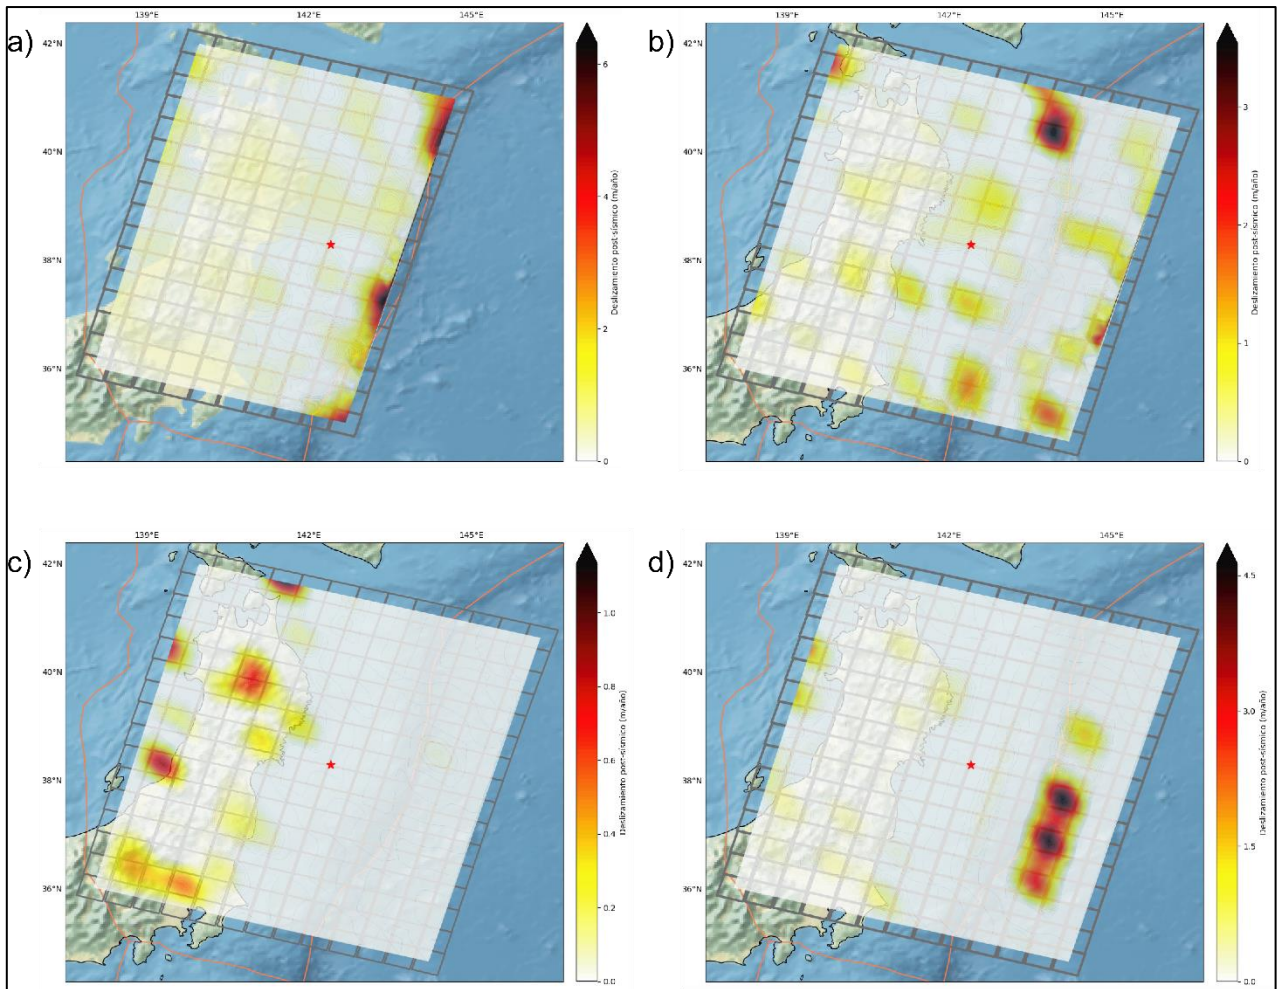 a)
139°E 142°E 145°E
42°N
40°N
38°N
36°N
6
4
2
0
Deslizamiento post-sísmico (m/año)
b)
139°E 142°E 145°E
42°N
40°N
38°N
36°N
3
2
1
0
Deslizamiento post-sísmico (m/año)
c)
139°E 142°E 145°E
42°N
40°N
38°N
36°N
1.0
0.8
0.6
0.4
0.2
0.0
Deslizamiento post-sísmico (m/año)
d)
139°E 142°E 145°E
42°N
40°N
38°N
36°N
4.5
3.0
1.5
0.0
Deslizamiento post-sísmico (m/año)